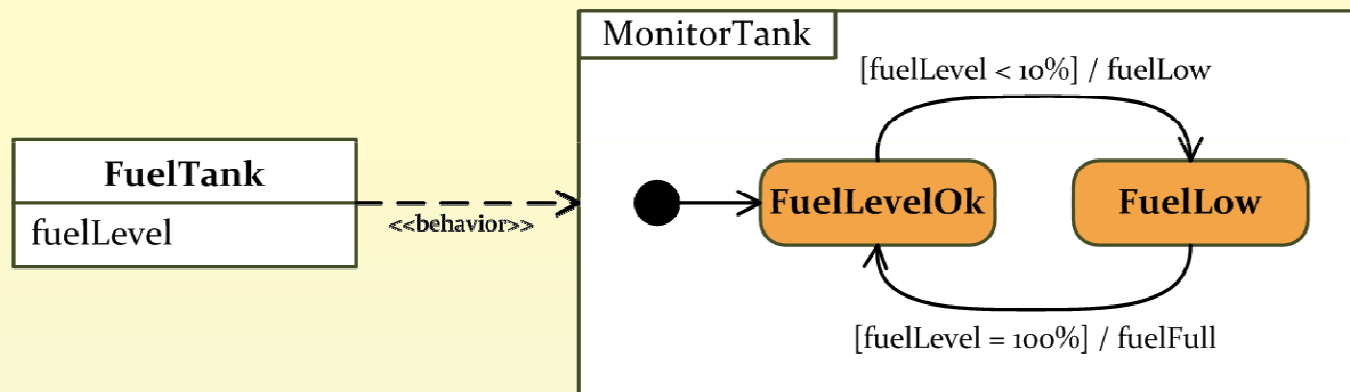 MonitorTank
[fuelLevel < 10%] / fuelLow
FuelTank
fuelLevel
<<behavior>>
FuelLevelOk
FuelLow
[fuelLevel = 100%] / fuelFull